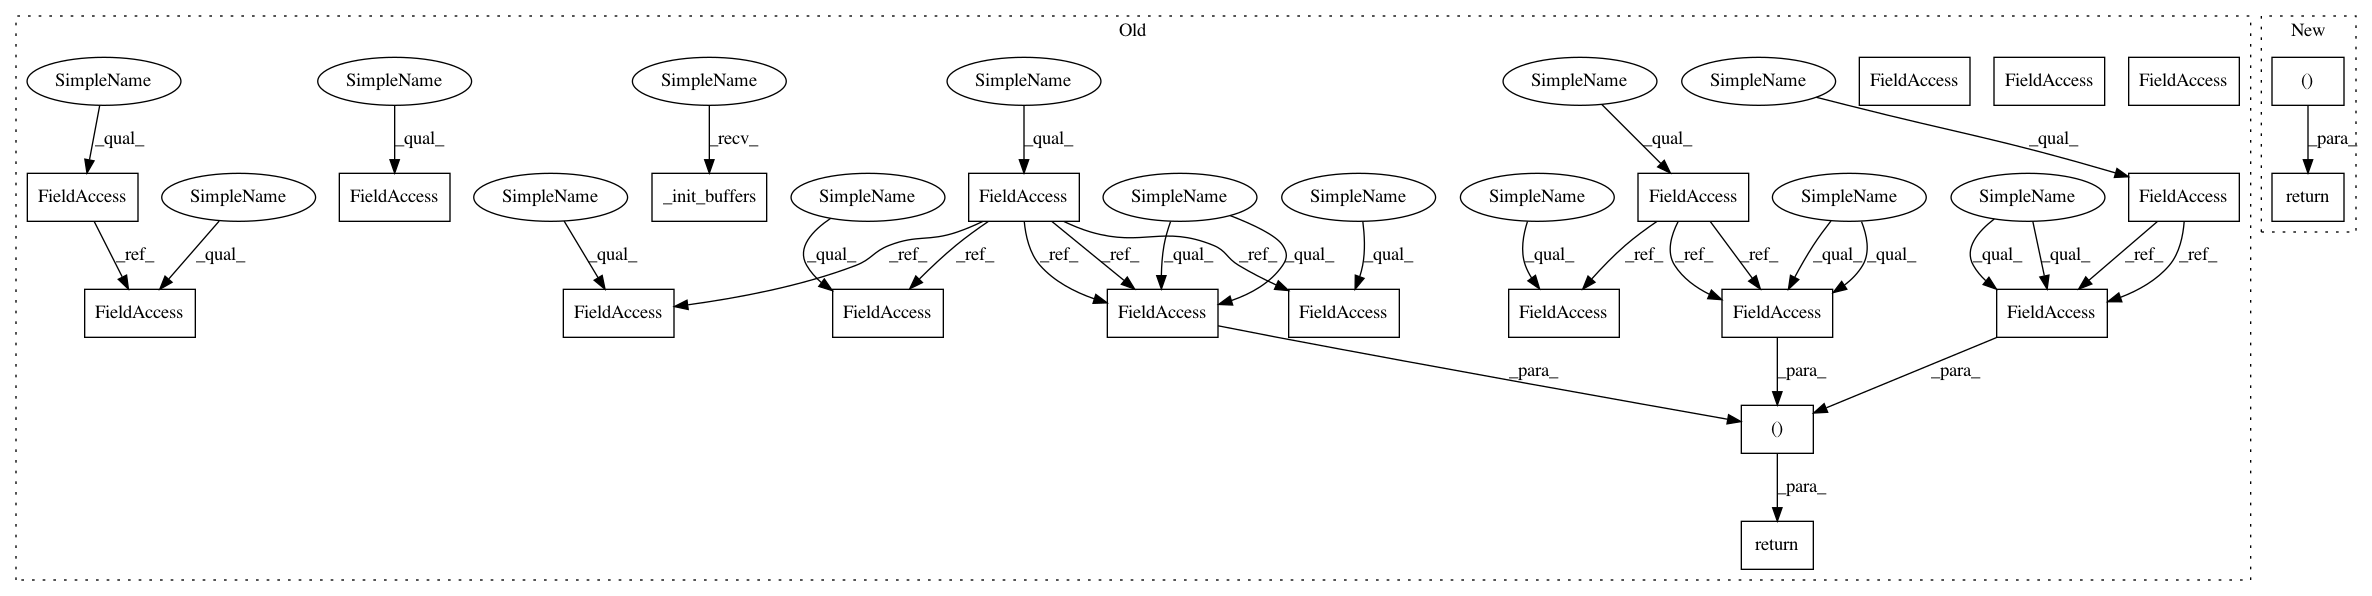 Old
New
SimpleName
SimpleName
SimpleName
SimpleName
SimpleName
SimpleName
FieldAccess
FieldAccess
FieldAccess
()
_qual_
_qual_
_recv_
_qual_
_qual_
_qual_
_para_
FieldAccess
SimpleName
FieldAccess
SimpleName
_init_buffers
SimpleName
FieldAccess
SimpleName
SimpleName
SimpleName
FieldAccess
SimpleName
SimpleName
FieldAccess
return
_ref_
_qual_
_qual_
_qual_
_ref_
_ref_
_ref_
_ref_
_qual_
_ref_
_qual_
_qual_
_qual_
_ref_
_ref_
_ref_
_qual_
_qual_
_qual_
_qual_
_ref_
_ref_
FieldAccess
FieldAccess
FieldAccess
FieldAccess
FieldAccess
FieldAccess
FieldAccess
FieldAccess
_para_
_para_
_para_
()
_para_
return